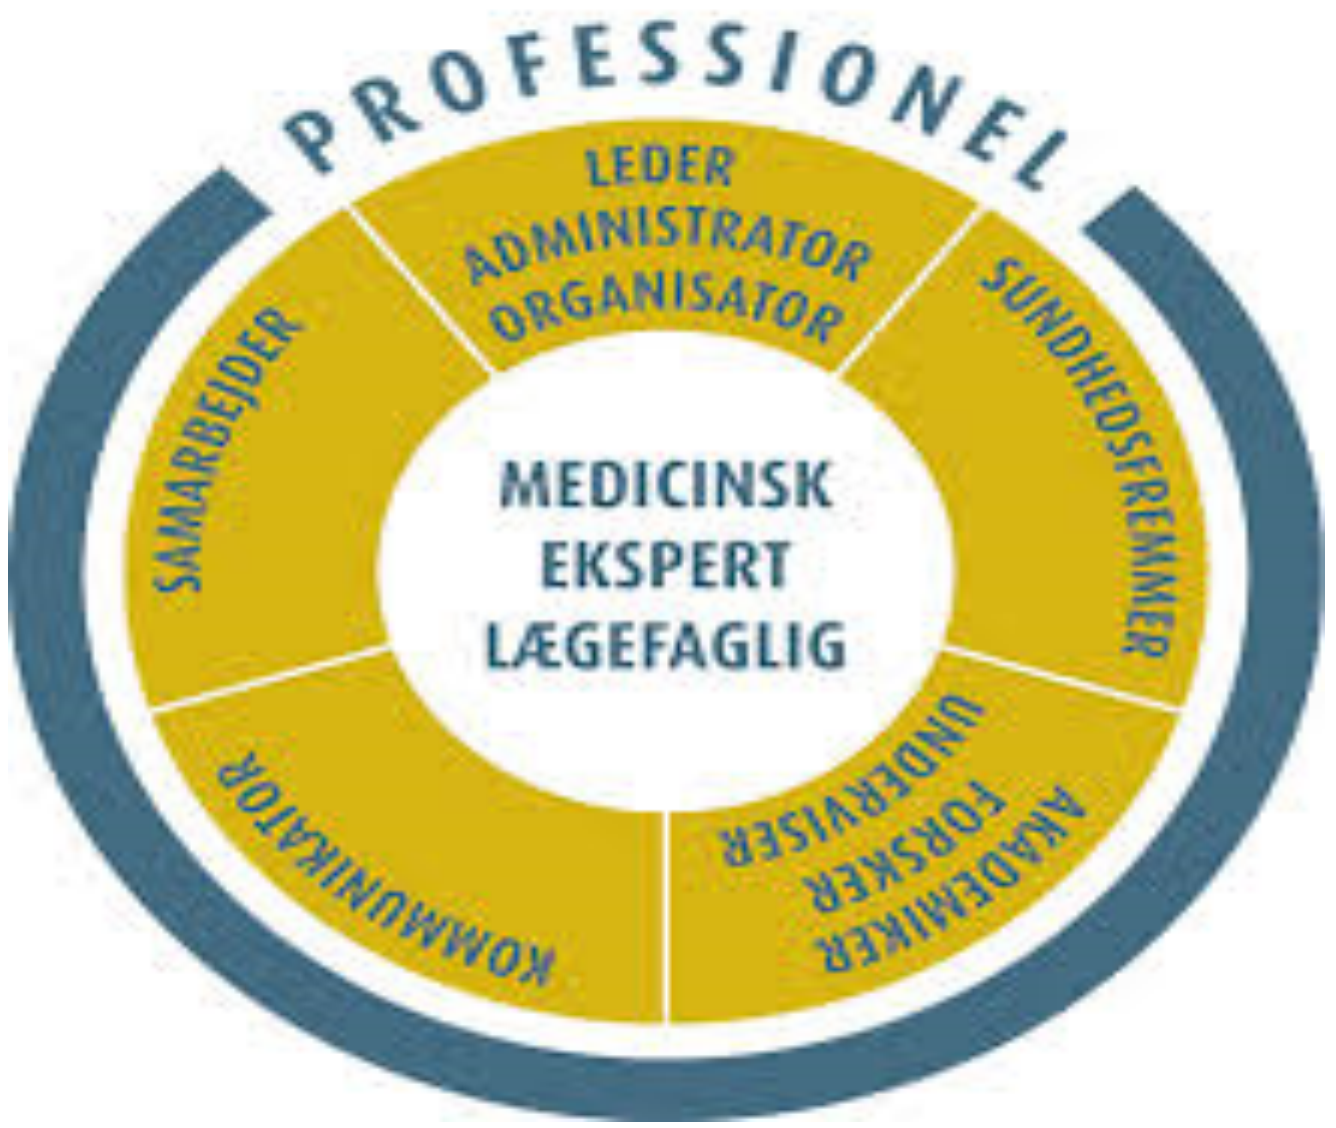 PROFESSIONEL
LEDER
ADMINISTRATOR
ORGANISATOR
SUNDHEDSFREMMER
AKADEMIKER
FORSKER
UNDERVISER
KOMMUNIKATOR
SAMARBEJDER
MEDICINSK
EKSPERT
LÆGEFAGLIG